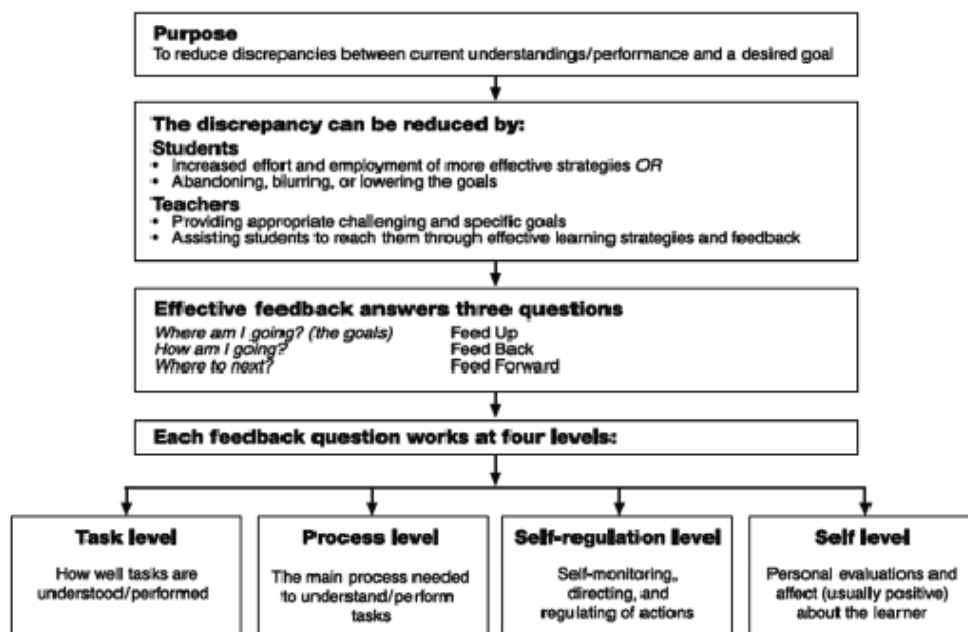 Purpose
To reduce discrepancies between current understandings/performance and a desired goal
The discrepancy can be reduced by:
Students
• Increased effort and employment of more effective strategies OR
• Abandoning, blurring, or lowering the goals
Teachers
• Providing appropriate challenging and specific goals
• Assisting students to reach them through effective learning strategies and feedback
Effective feedback answers three questions
Where am I going? (the goals) Feed Up
How am I going? Feed Back
Where to next? Feed Forward
Each feedback question works at four levels:
Task level
How well tasks are
understood/performed
Process level
The main process needed
to understand/perform
tasks
Self-regulation level
Self-monitoring,
directing, and
regulating of actions
Self level
Personal evaluations and
affect (usually positive)
about the learner